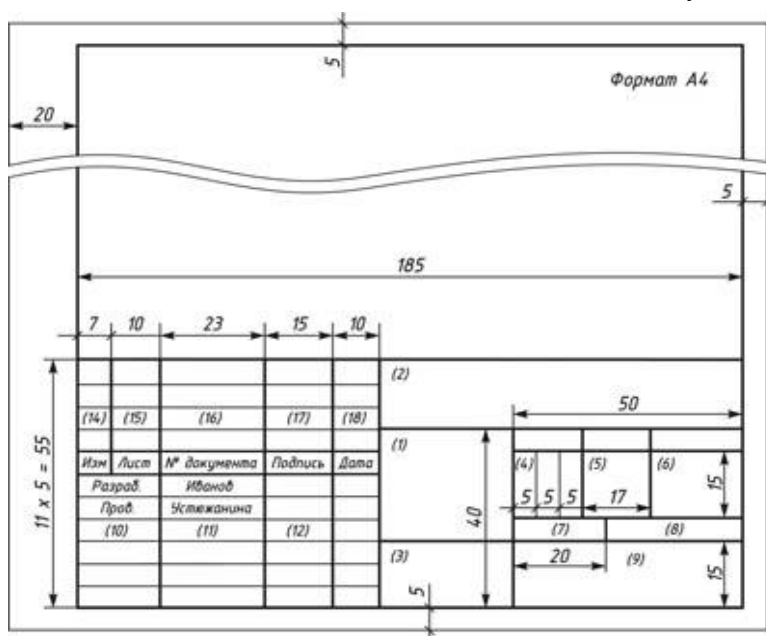 5
Формат А4
20
5
185
7 10 23 15 10
(2)
50
(14) (15) (16) (17) (18)
(1)
Изм Лист № документа Подпись Дата
(4) (5) (6)
Разраб. Иванов
5 5 5 17 15
11 x 5 = 55
40
Пров. Устюжанина
(10) (11) (12)
(7) (8)
(3)
20 (9)
15
5